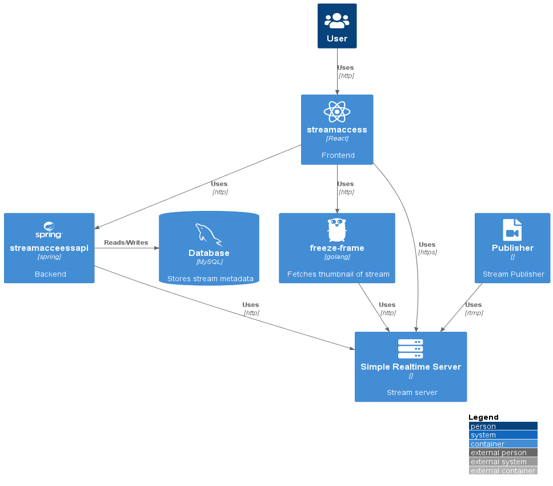 User
Uses
[http]
streamaccess
[React]
Frontend
Uses
[http]
Uses
[http]
Uses
[https]
spring
streamacceessapi
[spring]
Backend
Reads/Writes
Database
[MySQL]
Stores stream metadata
freeze-frame
[golang]
Fetches thumbnail of stream
Publisher
[]
Stream Publisher
Uses
[http]
Uses
[http]
Uses
[rtmp]
Simple Realtime Server
[]
Stream server
Legend
person
system
container
external person
external system
external container